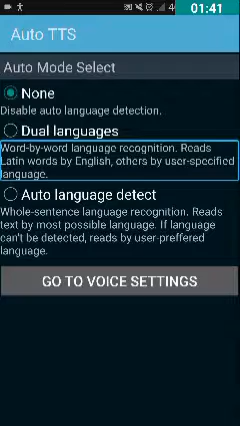 01:41
Auto TTS
Auto Mode Select
None
Disable auto language detection.
Dual languages
Word-by-word language recognition. Reads
Latin words by English, others by user-specified
language.
Auto language detect
Whole-sentence language recognition. Reads
text by most possible language. If language
can't be detected, reads by user-preffered
language.
GO TO VOICE SETTINGS